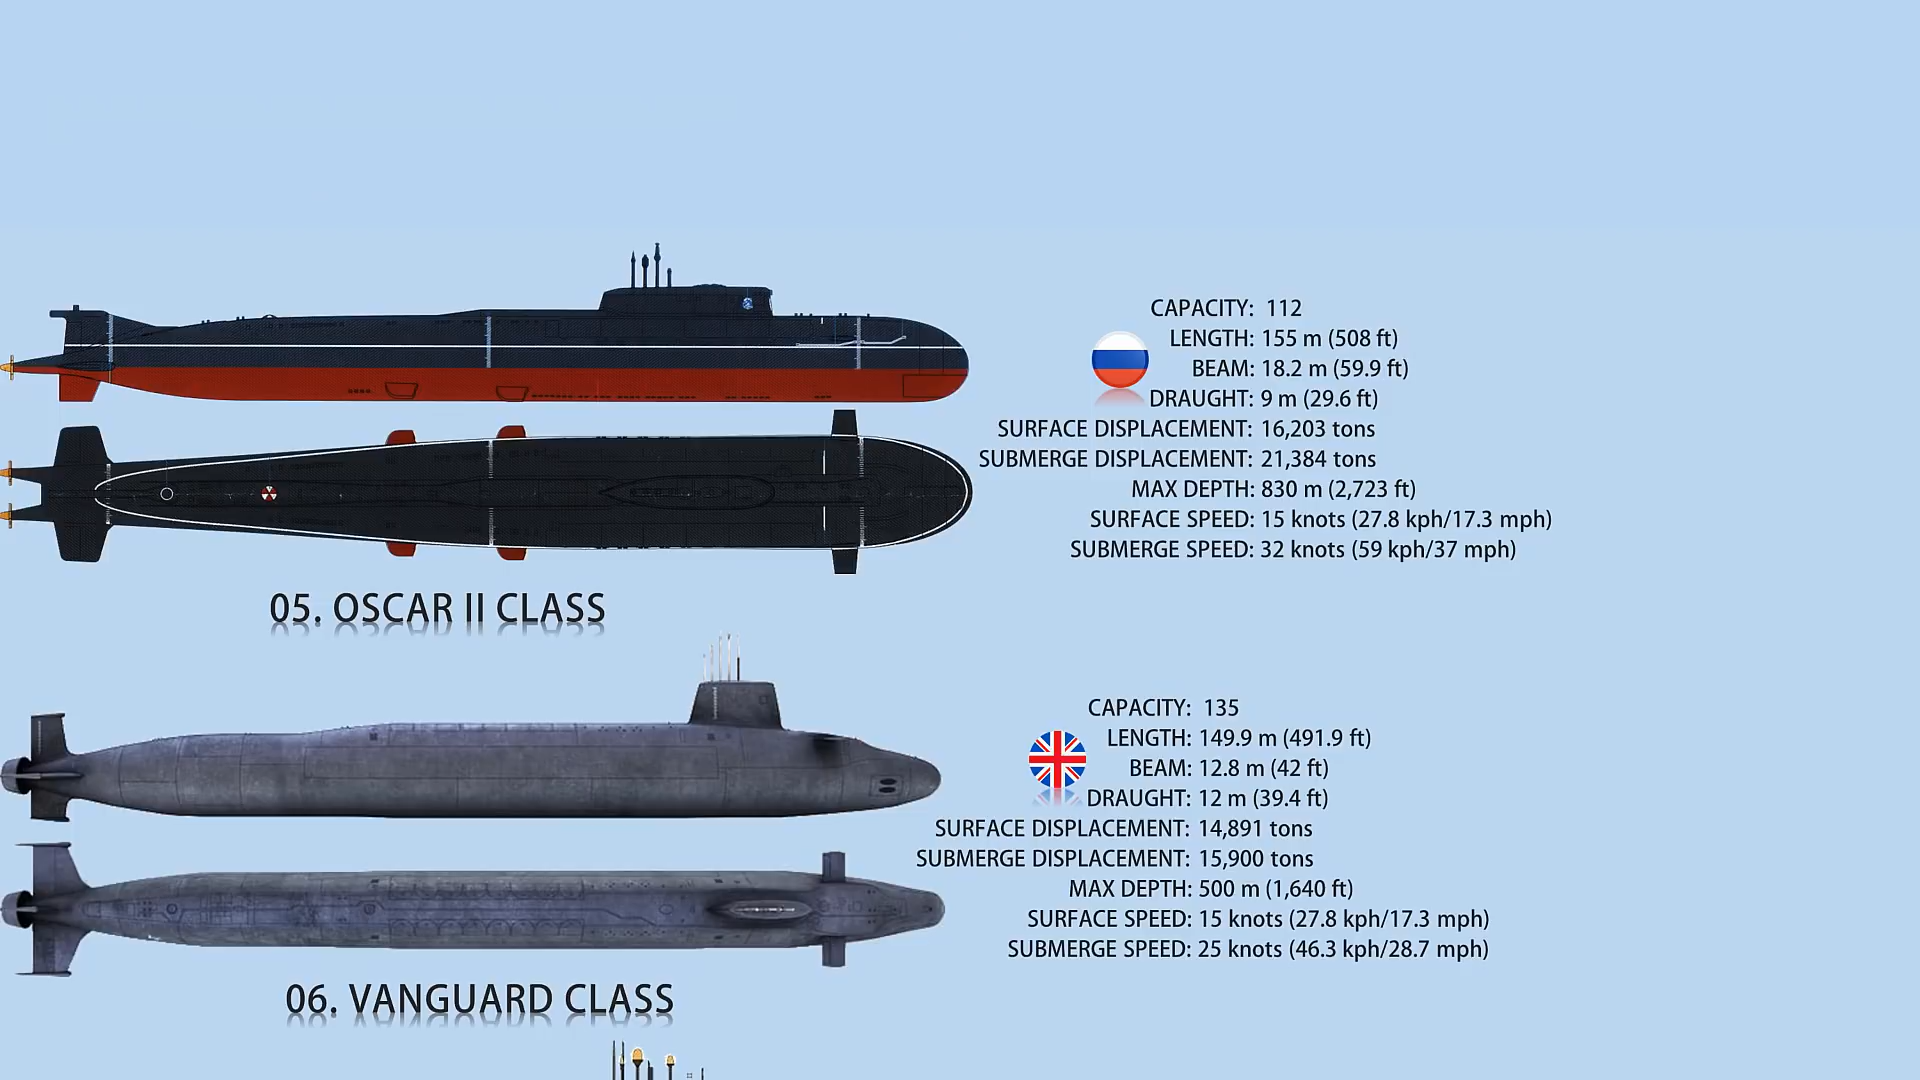 CAPACITY: 112
LENGTH: 155 m (508 ft)
BEAM: 18.2 m (59.9 ft)
DRAUGHT: 9 m (29.6 ft)
SURFACE DISPLACEMENT: 16,203 tons
SUBMERGE DISPLACEMENT: 21,384 tons
MAX DEPTH: 830 m (2,723 ft)
SURFACE SPEED: 15 knots (27.8 kph/17.3 mph)
SUBMERGE SPEED: 32 knots (59 kph/37 mph)
05. OSCAR II CLASS
CAPACITY: 135
LENGTH: 149.9 m (491.9 ft)
BEAM: 12.8 m (42 ft)
DRAUGHT: 12 m (39.4 ft)
SURFACE DISPLACEMENT: 14,891 tons
SUBMERGE DISPLACEMENT: 15,900 tons
MAX DEPTH: 500 m (1,640 ft)
SURFACE SPEED: 15 knots (27.8 kph/17.3 mph)
SUBMERGE SPEED: 25 knots (46.3 kph/28.7 mph)
06. VANGUARD CLASS